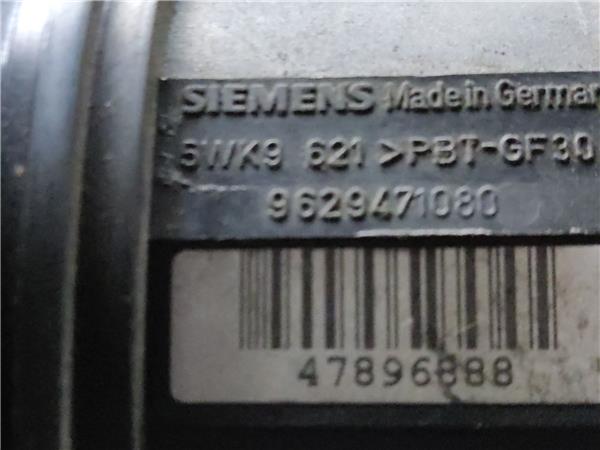 SIEMENS Made in German
5WK9 621 >PBT-GF30
9629471080
47896888